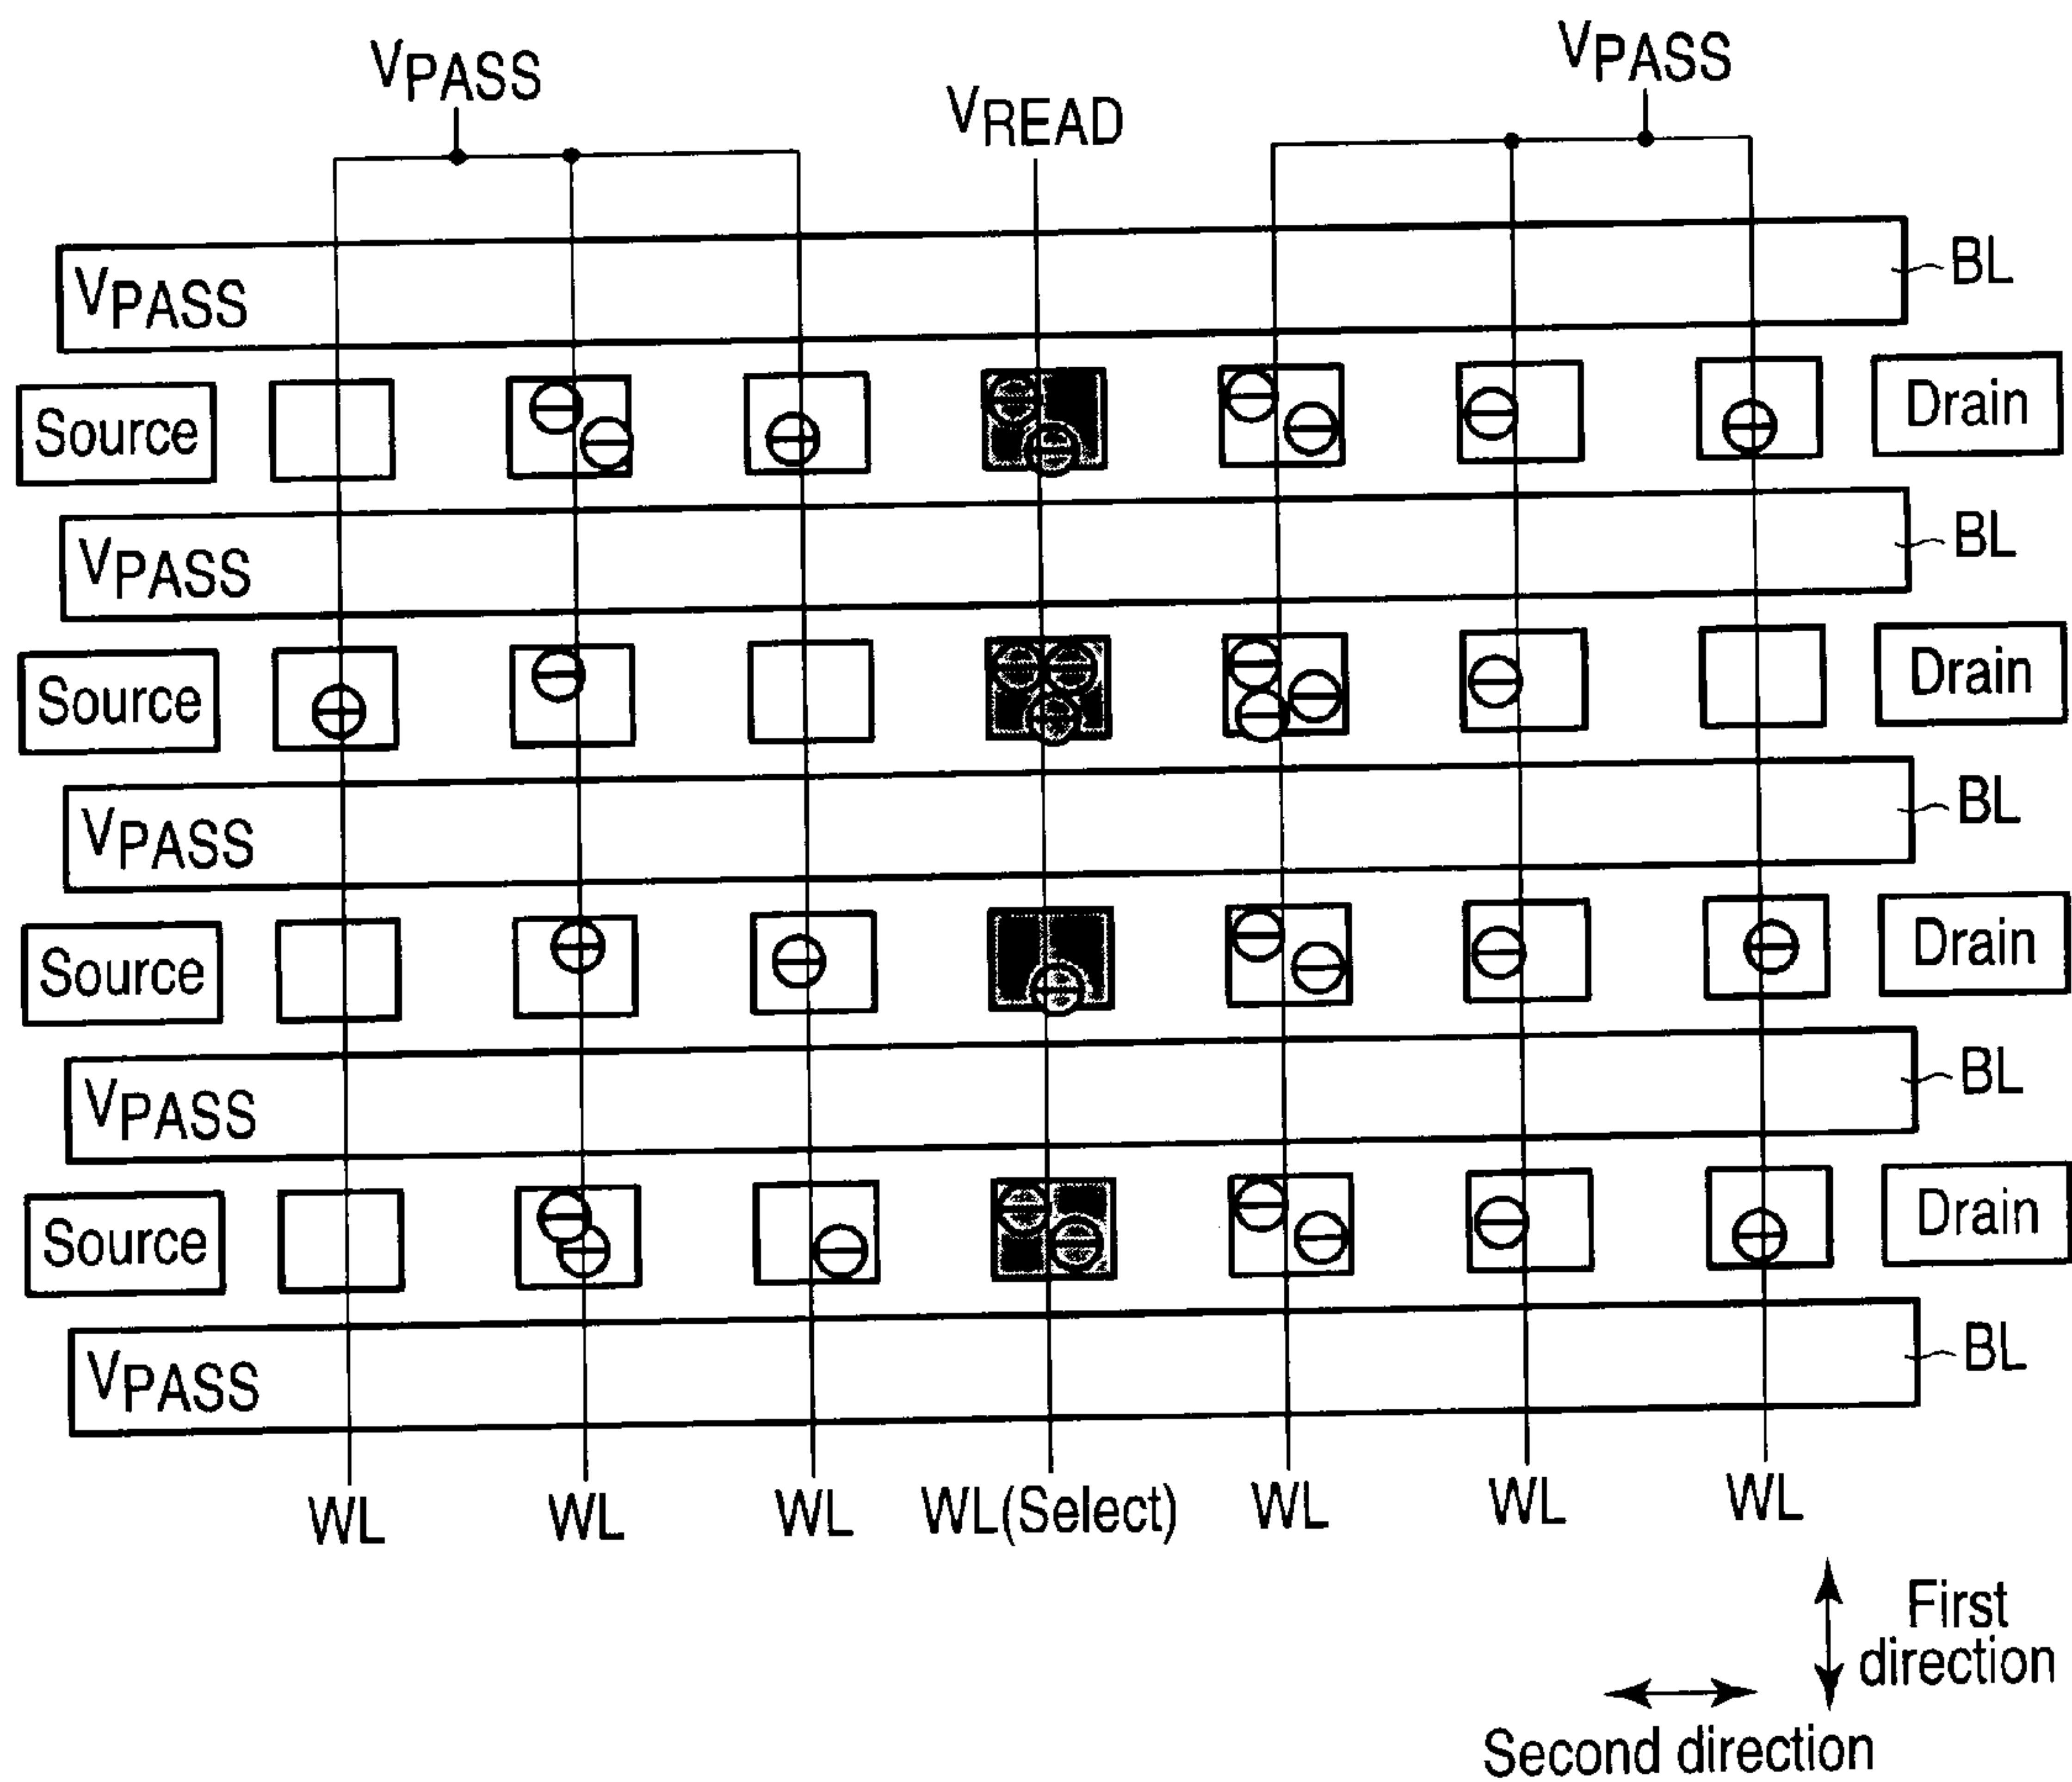 VPASS
VPASS
VREAD
VPASS
BL
Source
Drain
VPASS
BL
Source
Drain
VPASS
BL
Source
Drain
VPASS
BL
Source
Drain
VPASS
BL
WL
WL
WL
WL(Select)
WL
WL
WL
First
direction
Second direction